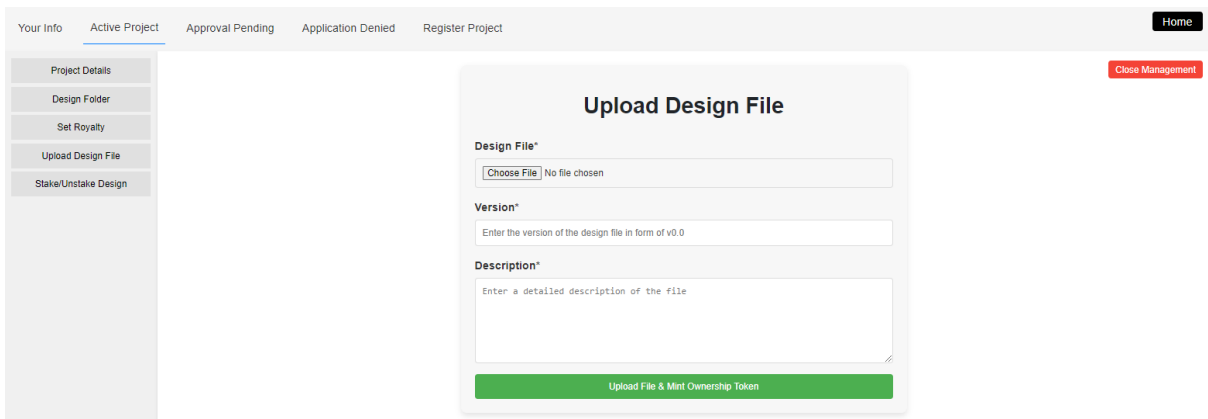 Your Info Active Project Approval Pending Application Denied Register Project Home
Project Details
Design Folder
Set Royalty
Upload Design File
Stake/Unstake Design
Close Management
Upload Design File
Design File*
Choose File No file chosen
Version*
Enter the version of the design file in form of v0.0
Description*
Enter a detailed description of the file
Upload File & Mint Ownership Token